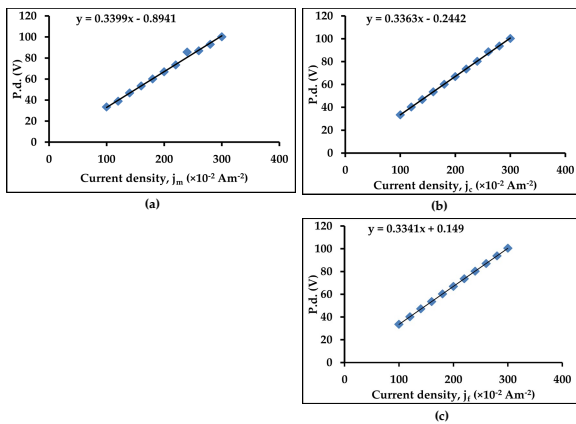 y = 0.3399x - 0.8941
P.d. (V)
120
100
80
60
40
20
0
0 100 200 300 400
Current density, jm (×10-2 Am-2)
(a)
y = 0.3363x - 0.2442
P.d. (V)
120
100
80
60
40
20
0
0 100 200 300 400
Current density, jc (×10-2 Am-2)
(b)
y = 0.3341x + 0.149
P.d. (V)
120
100
80
60
40
20
0
0 100 200 300 400
Current density, jf (×10-2 Am-2)
(c)